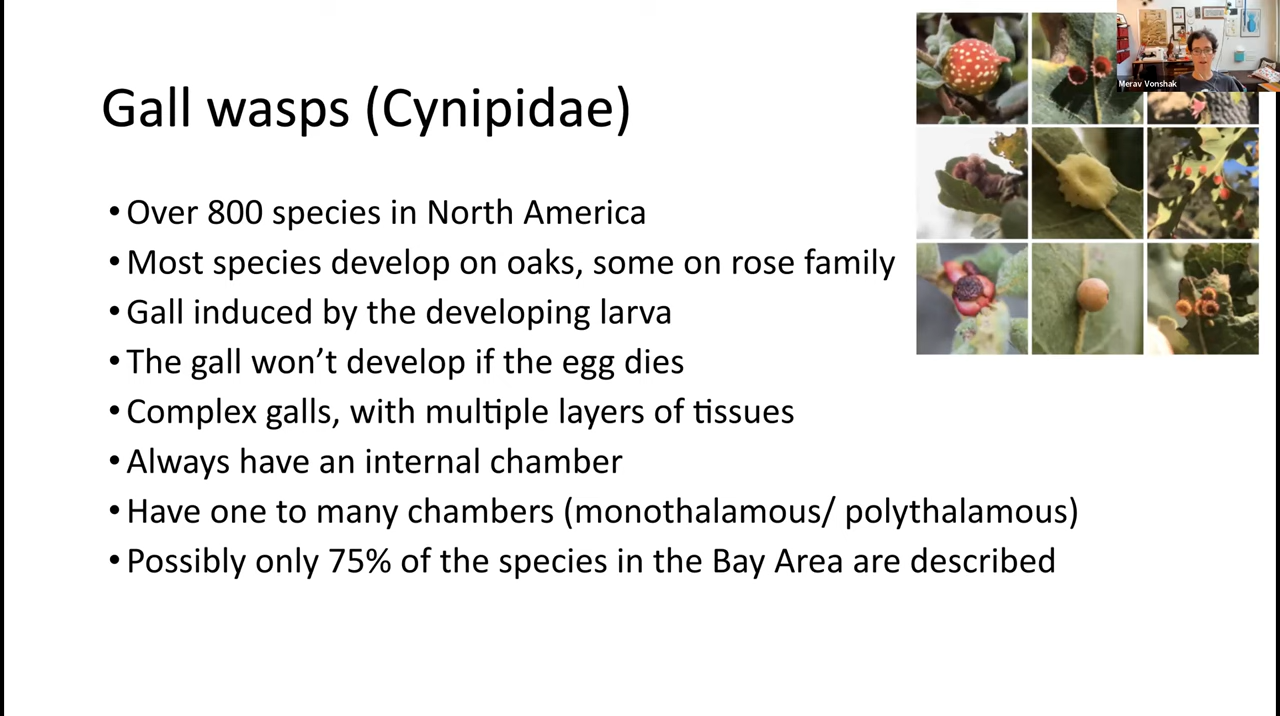 Merav Vonshak
Gall wasps (Cynipidae)
•Over 800 species in North America
•Most species develop on oaks, some on rose family
•Gall induced by the developing larva
•The gall won’t develop if the egg dies
•Complex galls, with multiple layers of tissues
•Always have an internal chamber
•Have one to many chambers (monothalamous/ polythalamous)
•Possibly only 75% of the species in the Bay Area are described